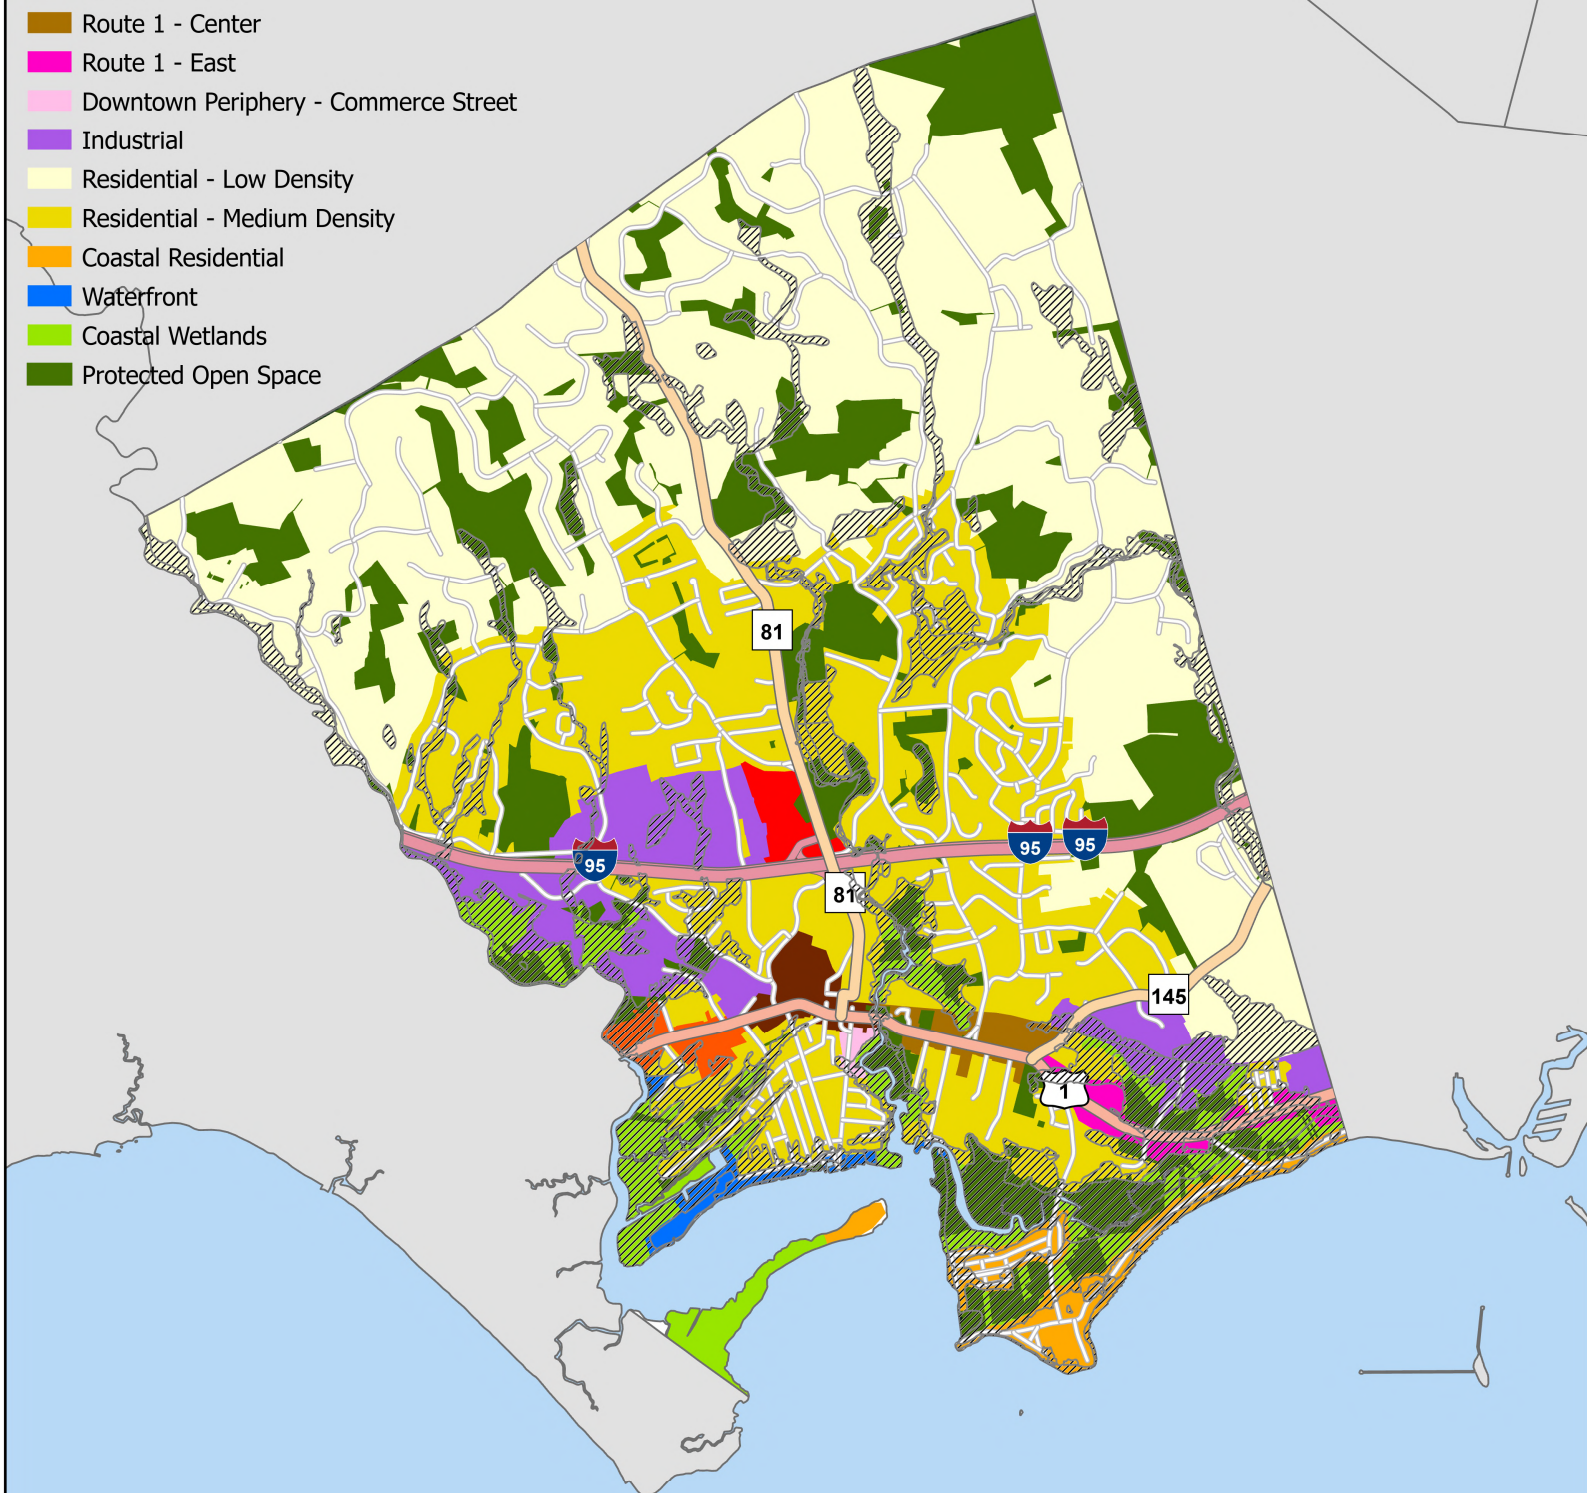 Route 1 - Center
Route 1 - East
Downtown Periphery - Commerce Street
Industrial
Residential - Low Density
Residential - Medium Density
Coastal Residential
Waterfront
Coastal Wetlands
Protected Open Space
81
95
95
95
81
145
1